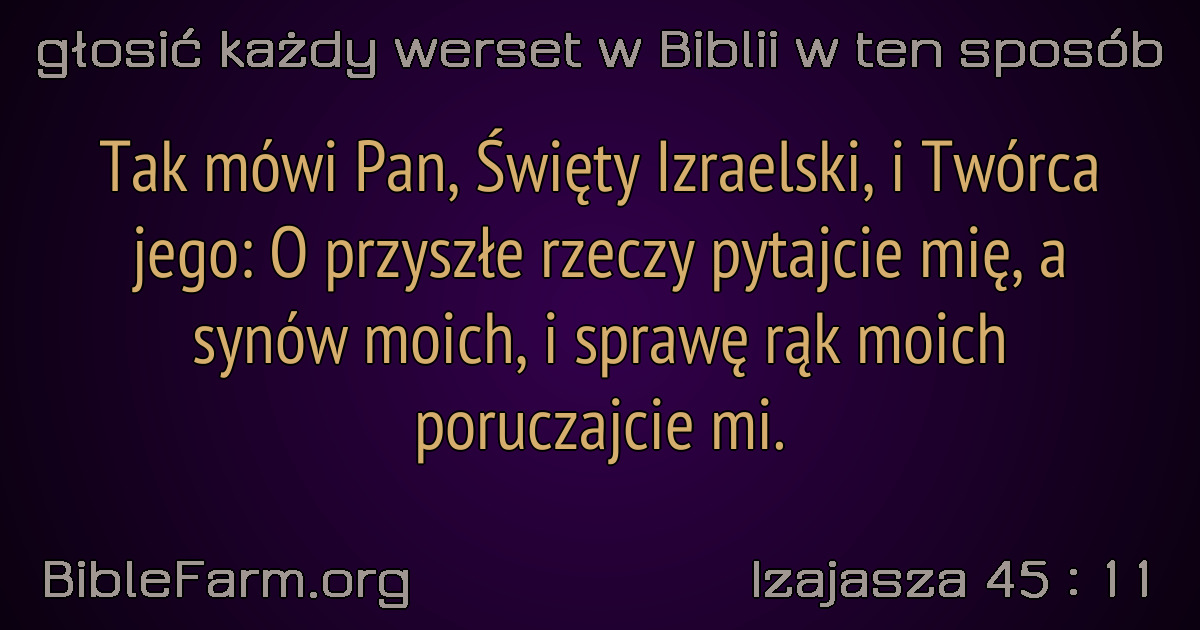 głosić każdy werset w Biblii w ten sposób
Tak mówi Pan, Święty Izraelski, i Twórca
jego: O przyszłe rzeczy pytajcie mię, a
synów moich, i sprawę rąk moich
poruczajcie mi.
BibleFarm.org
Izajasza 45 : 11